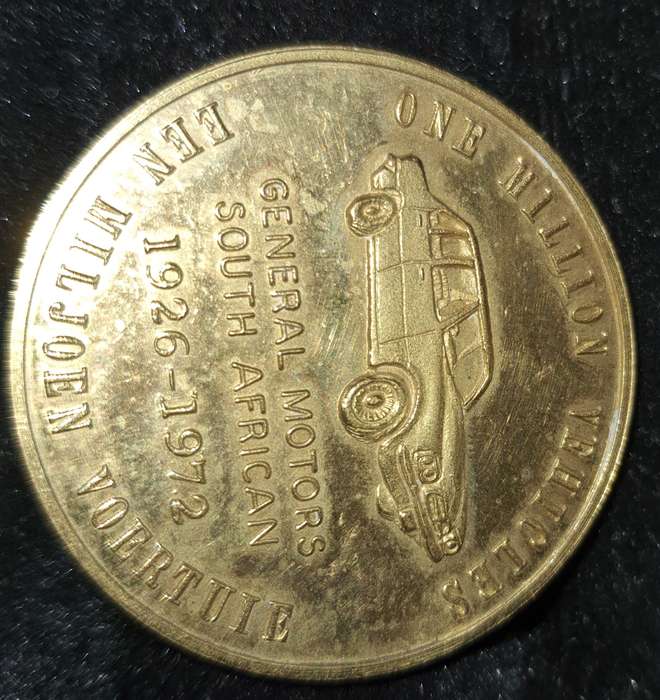 ONE MILLION VEHICLES
GENERAL MOTORS
SOUTH AFRICAN
1926-1972
EEN MILJOEN VOERTUIE